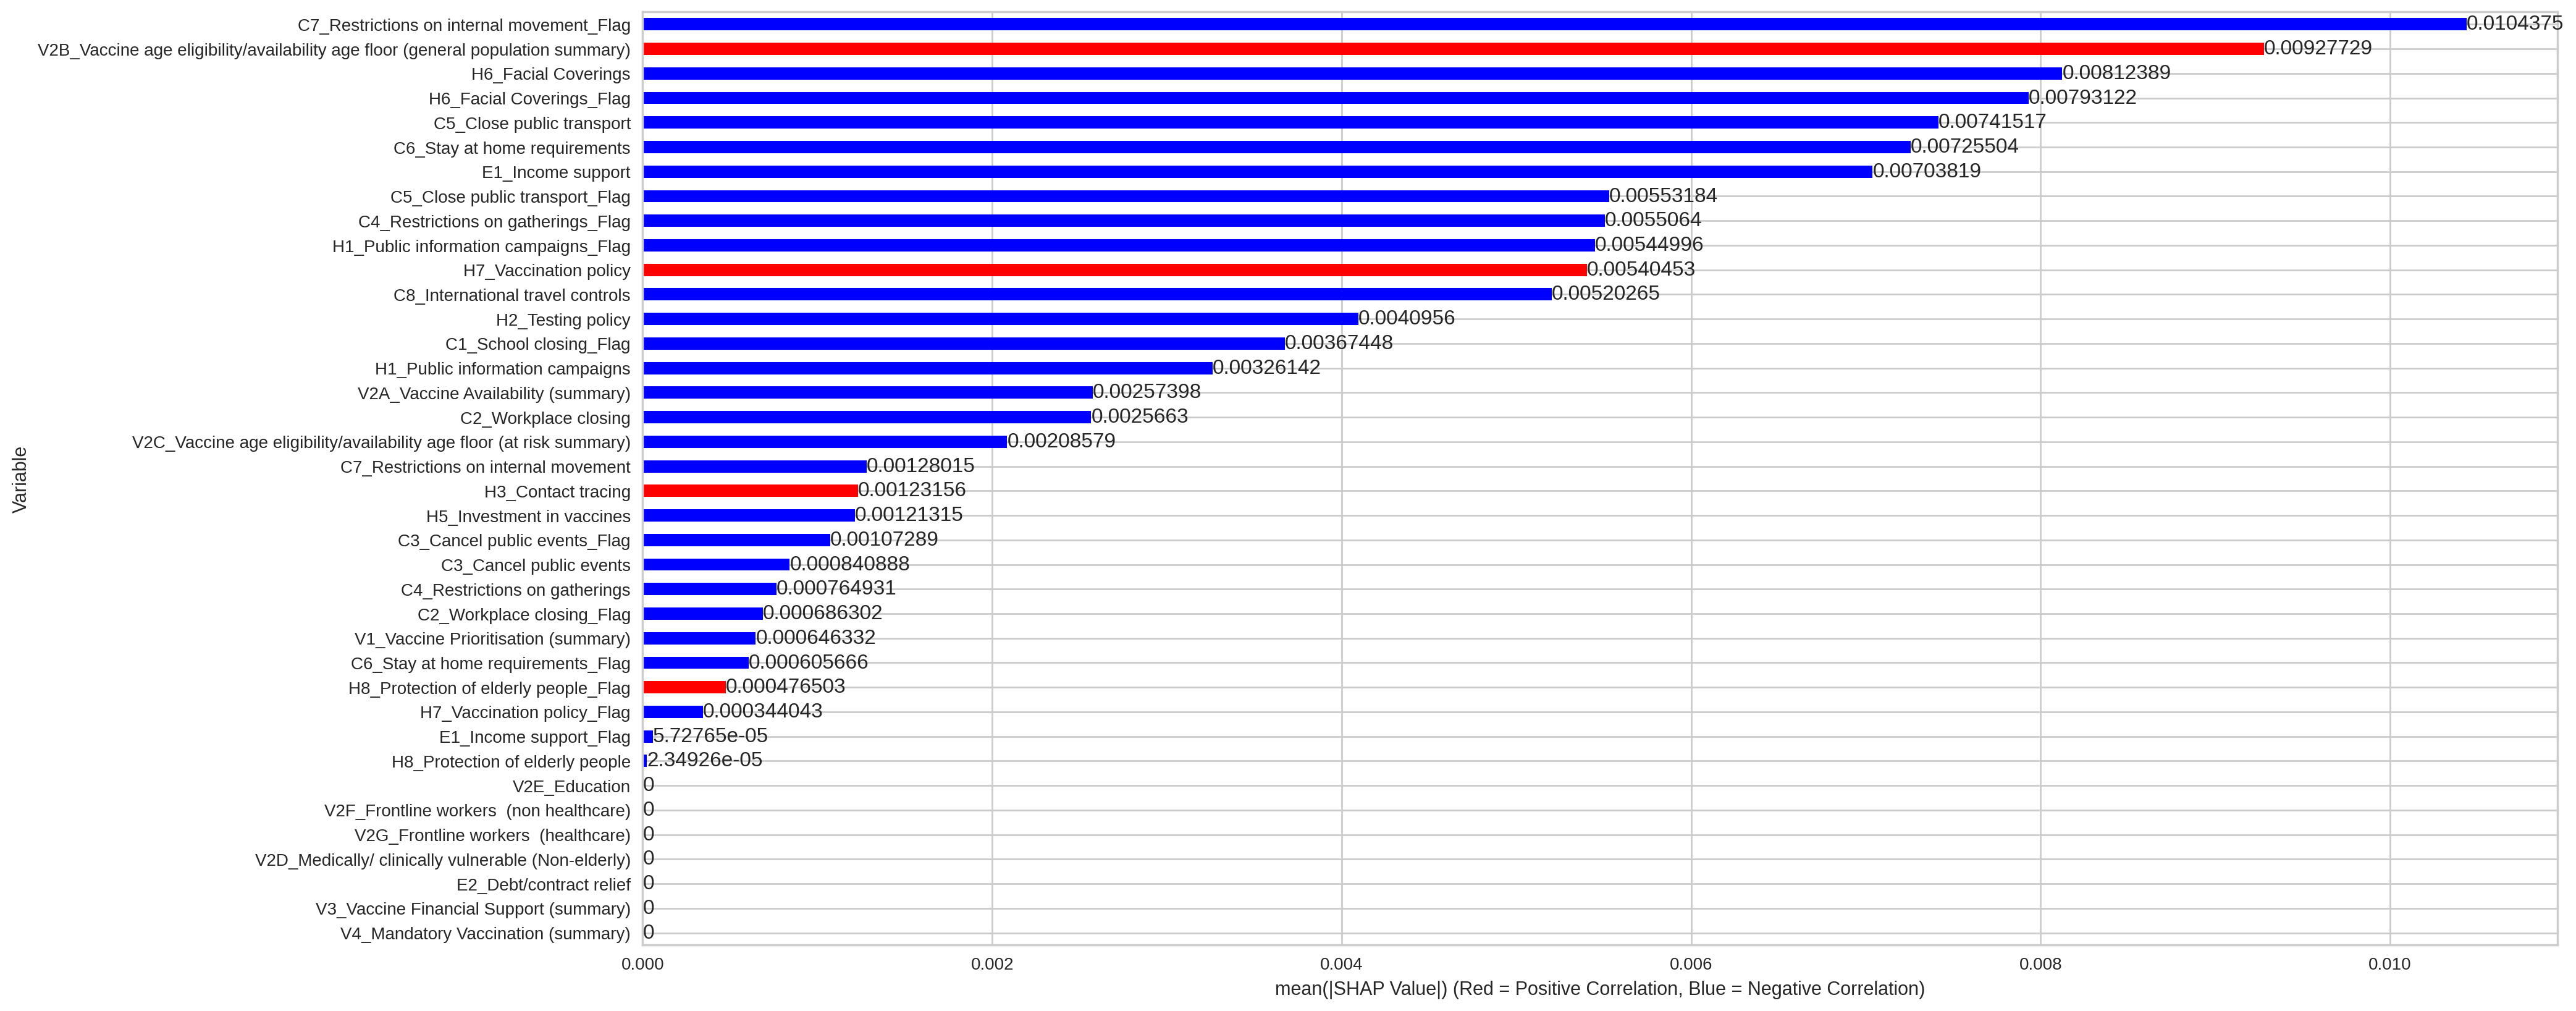 C7_Restrictions on internal movement_Flag 0.0104375
V2B_Vaccine age eligibility/availability age floor (general population summary) 0.00927729
H6_Facial Coverings 0.00812389
H6_Facial Coverings_Flag 0.00793122
C5_Close public transport 0.00741517
C6_Stay at home requirements 0.00725504
E1_Income support 0.00703819
C5_Close public transport_Flag 0.00553184
C4_Restrictions on gatherings_Flag 0.0055064
H1_Public information campaigns_Flag 0.00544996
H7_Vaccination policy 0.00540453
C8_International travel controls 0.00520265
H2_Testing policy 0.0040956
C1_School closing_Flag 0.00367448
H1_Public information campaigns 0.00326142
V2A_Vaccine Availability (summary) 0.00257398
C2_Workplace closing 0.0025663
V2C_Vaccine age eligibility/availability age floor (at risk summary) 0.00208579
C7_Restrictions on internal movement 0.00128015
H3_Contact tracing 0.00123156
H5_Investment in vaccines 0.00121315
C3_Cancel public events_Flag 0.00107289
C3_Cancel public events 0.000840888
C4_Restrictions on gatherings 0.000764931
C2_Workplace closing_Flag 0.000686302
V1_Vaccine Prioritisation (summary) 0.000646332
C6_Stay at home requirements_Flag 0.000605666
H8_Protection of elderly people_Flag 0.000476503
H7_Vaccination policy_Flag 0.000344043
E1_Income support_Flag 5.72765e-05
H8_Protection of elderly people 2.34926e-05
V2E_Education 0
V2F_Frontline workers  (non healthcare) 0
V2G_Frontline workers  (healthcare) 0
V2D_Medically/ clinically vulnerable (Non-elderly) 0
E2_Debt/contract relief 0
V3_Vaccine Financial Support (summary) 0
V4_Mandatory Vaccination (summary) 0
Variable
0.000 0.002 0.004 0.006 0.008 0.010
mean(|SHAP Value|) (Red = Positive Correlation, Blue = Negative Correlation)